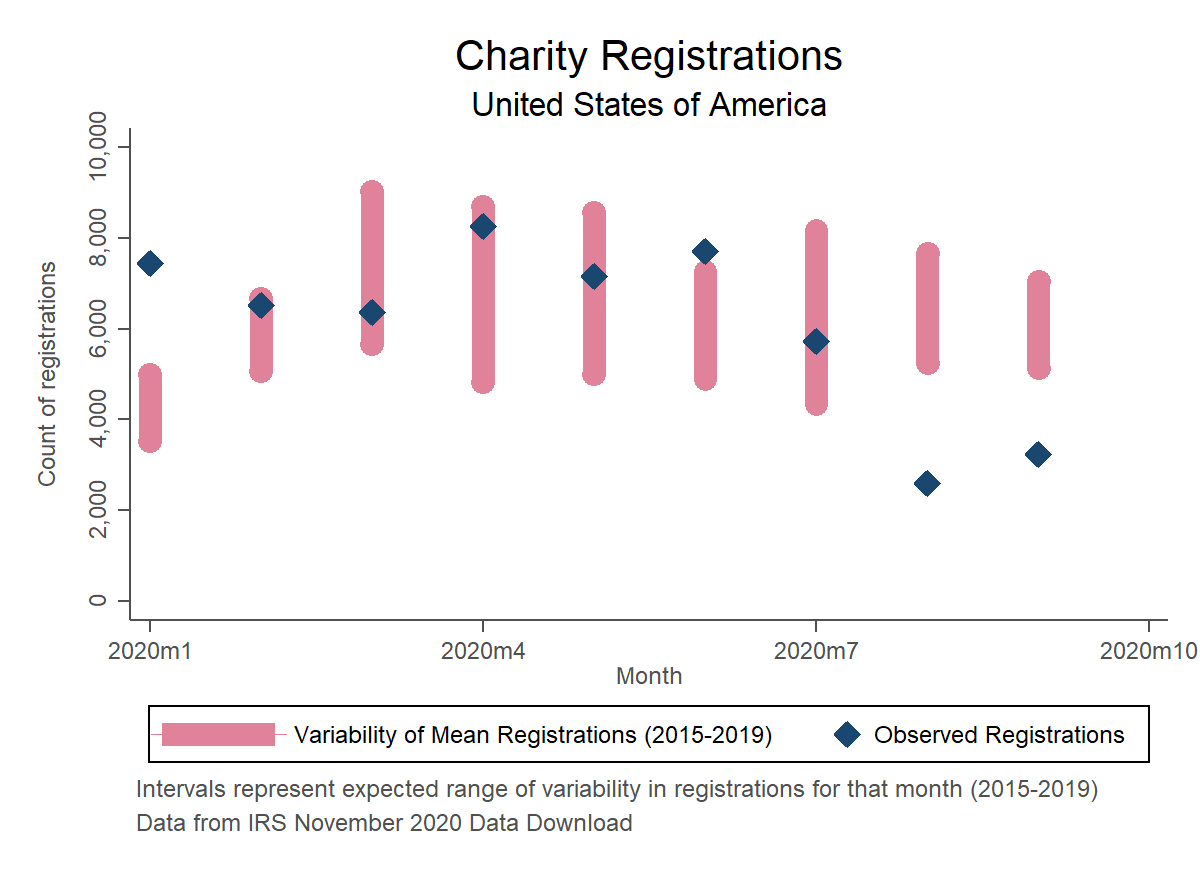 Charity Registrations
United States of America
Count of registrations
10,000
8,000
6,000
4,000
2,000
0
2020m1 2020m4 2020m7 2020m10
Month
Variability of Mean Registrations (2015-2019) Observed Registrations
Intervals represent expected range of variability in registrations for that month (2015-2019)
Data from IRS November 2020 Data Download